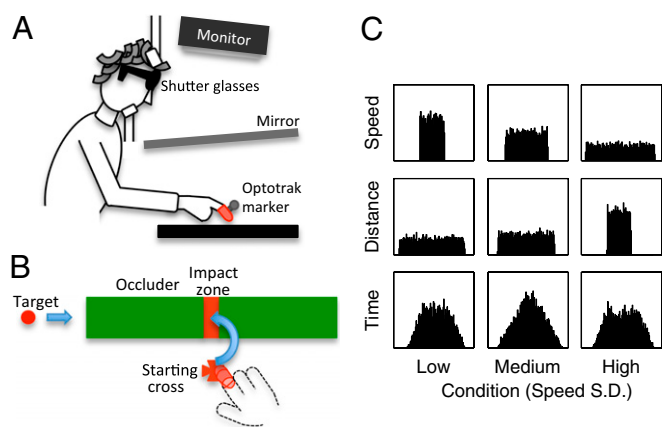 A
Monitor
Shutter glasses
Mirror
Optotrak
marker
B
Target
Occluder
Impact
zone
Starting
cross
C
Speed
Distance
Time
Low Medium High
Condition (Speed S.D.)